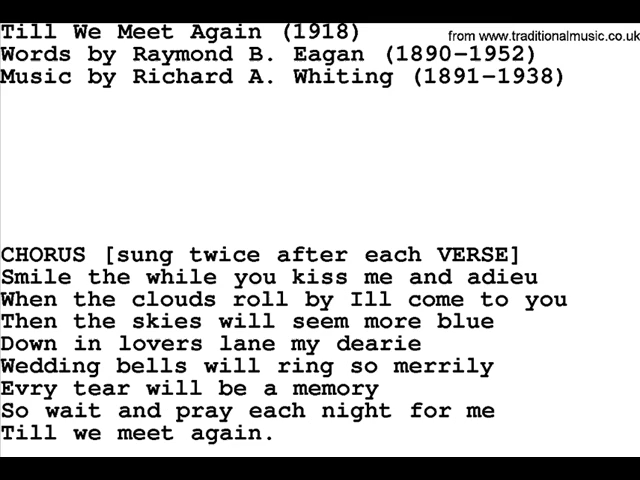 Till We Meet Again (1918)
from www.traditionalmusic.co.uk
Words by Raymond B. Eagan (1890-1952)
Music by Richard A. Whiting (1891-1938)
CHORUS [sung twice after each VERSE]
Smile the while you kiss me and adieu
When the clouds roll by Ill come to you
Then the skies will seem more blue
Down in lovers lane my dearie
Wedding bells will ring so merrily
Evry tear will be a memory
So wait and pray each night for me
Till we meet again.